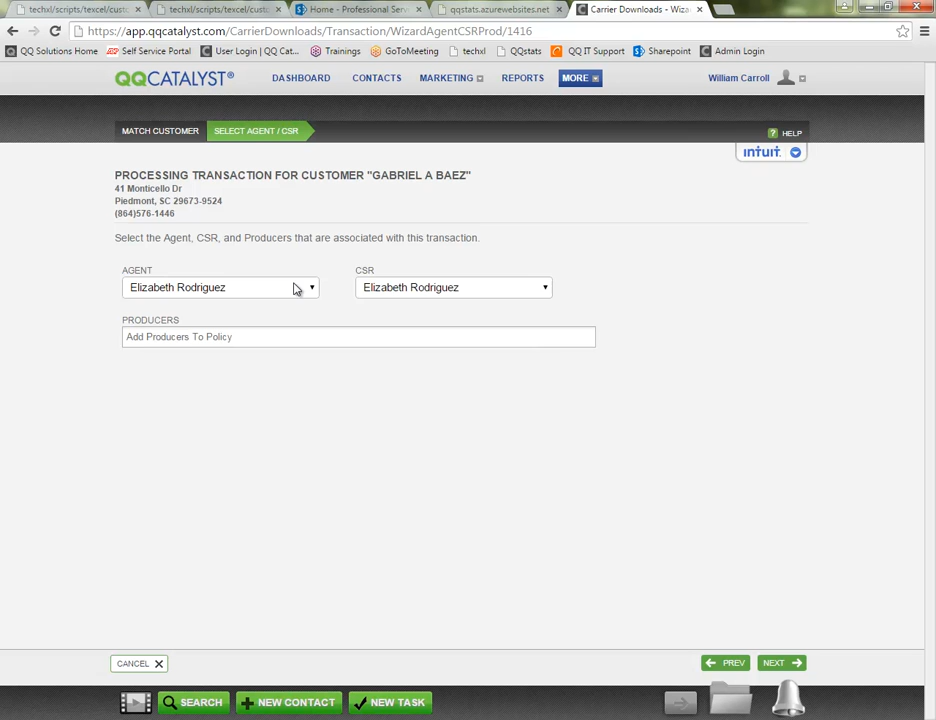 techxl/scripts/texcel/custo
techxl/scripts/texcel/custo
Home - Professional Serv
qqstats.azurewebsites.net
Carrier Downloads - Wizar
https://app.qqcatalyst.com/CarrierDownloads/Transaction/WizardAgentCSRProd/1416
QQ Solutions Home
Self Service Portal
User Login | QQ Cat...
Trainings
GoToMeeting
techxl
QQstats
QQ IT Support
Sharepoint
Admin Login
QQCATALYST®
DASHBOARD
CONTACTS
MARKETING
REPORTS
MORE
William Carroll
MATCH CUSTOMER
SELECT AGENT / CSR
? HELP
intuit.
PROCESSING TRANSACTION FOR CUSTOMER "GABRIEL A BAEZ"
41 Monticello Dr
Piedmont, SC 29673-9524
(864)576-1446
Select the Agent, CSR, and Producers that are associated with this transaction.
AGENT
CSR
Elizabeth Rodriguez
Elizabeth Rodriguez
PRODUCERS
Add Producers To Policy
CANCEL
PREV
NEXT
SEARCH
NEW CONTACT
NEW TASK